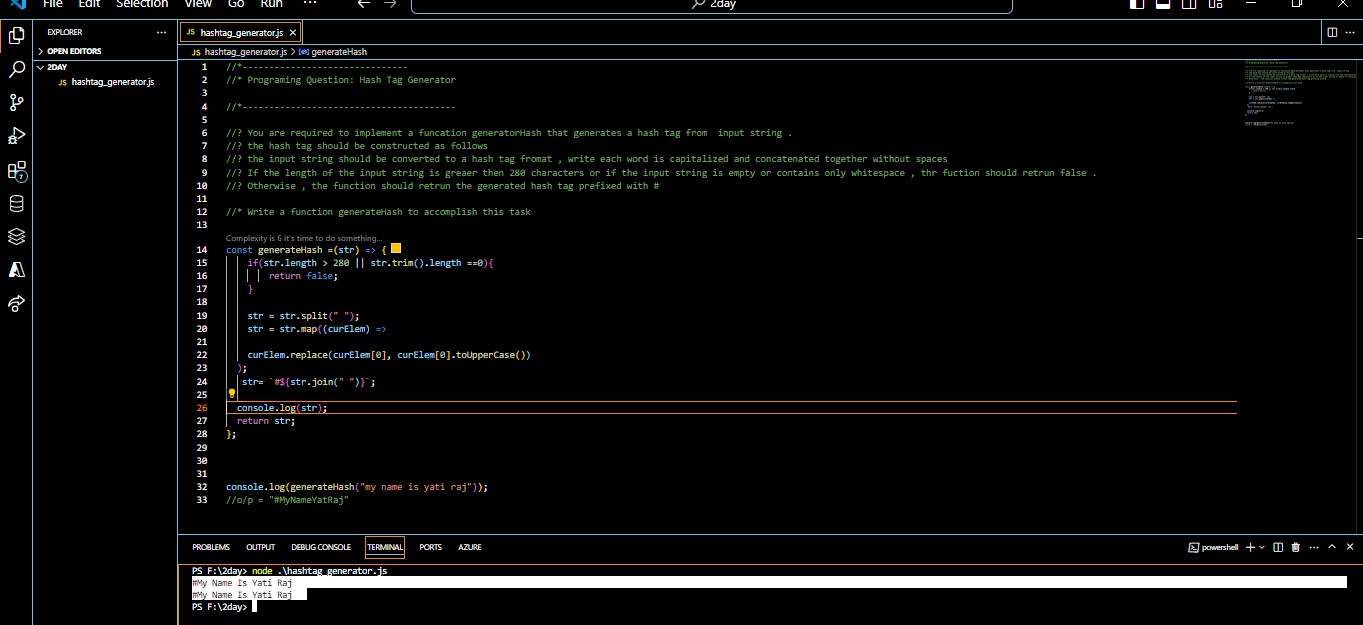 File Edit Selection View Go Run ··· 2day
EXPLORER ···
OPEN EDITORS
2DAY
JS hashtag_generator.js
7
JS hashtag_generator.js ×
JS hashtag_generator.js > generateHash
1 //*-------------------------------
2 //* Programing Question: Hash Tag Generator
3
4 //*----------------------------------------
5
6 //? You are required to implement a funcation generatorHash that generates a hash tag from  input string .
7 //? the hash tag should be constructed as follows
8 //? the input string should be converted to a hash tag fromat , write each word is capitalized and concatenated together without spaces
9 //? If the length of the input string is greaer then 280 characters or if the input string is empty or contains only whitespace , thr fuction should retrun false .
10 //? Otherwise , the function should retrun the generated hash tag prefixed with #
11
12 //* Write a function generateHash to accomplish this task
13
Complexity is 6 It's time to do something...
14 const generateHash =(str) => {
15 if(str.length > 280 || str.trim().length ==0){
16 return false;
17 }
18
19 str = str.split(" ");
20 str = str.map((curElem) =>
21
22 curElem.replace(curElem[0], curElem[0].toUpperCase())
23 );
24 str= `#${str.join(" ")}`;
25
26 console.log(str);
27 return str;
28 };
29
30
31
32 console.log(generateHash("my name is yati raj"));
33 //o/p = "#MyNameYatRaj"
PROBLEMS OUTPUT DEBUG CONSOLE TERMINAL PORTS AZURE powershell
PS F:\2day> node .\hashtag_generator.js
#My Name Is Yati Raj
#My Name Is Yati Raj
PS F:\2day>